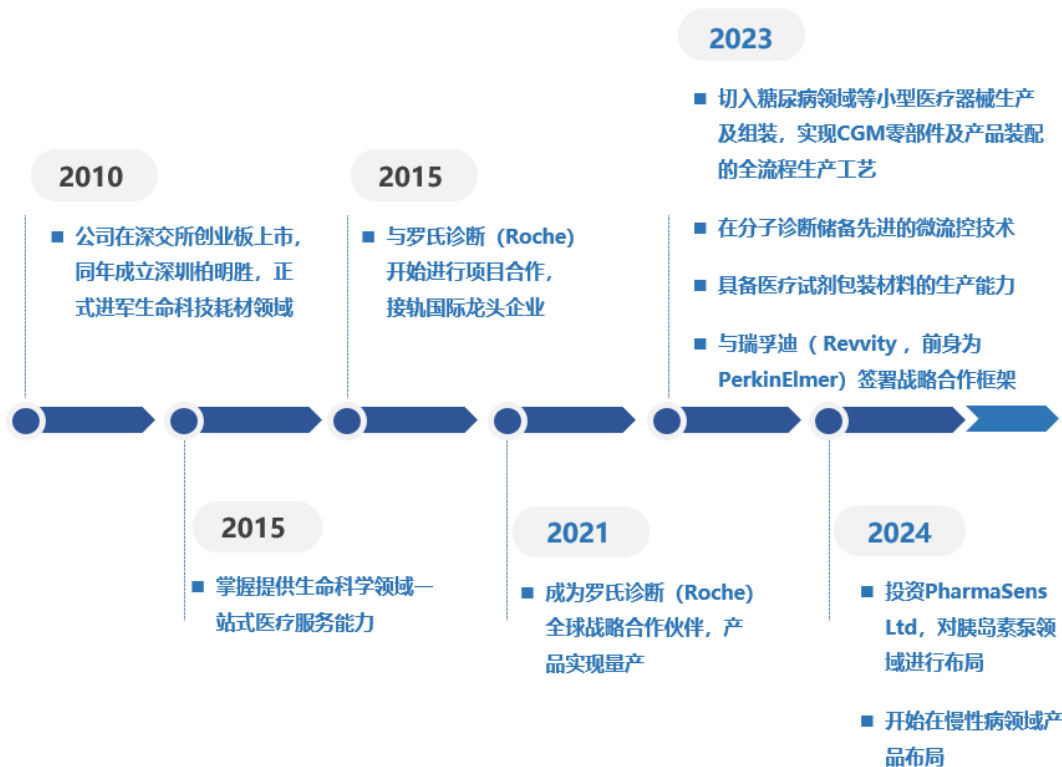 2010
公司在深交所创业板上市，
同年成立深圳柏明胜，正
式进军生命科技耗材领域
2015
掌握提供生命科学领域一
站式医疗服务能力
2015
与罗氏诊断（Roche）
开始进行项目合作，
接轨国际龙头企业
2021
成为罗氏诊断（Roche）
全球战略合作伙伴，产
品实现量产
2023
切入糖尿病领域等小型医疗器械生产
及组装，实现CGM零部件及产品装配
的全流程生产工艺
在分子诊断储备先进的微流控技术
具备医疗试剂包装材料的生产能力
与瑞孚迪（ Revvity ，前身为
PerkinElmer）签署战略合作框架
2024
投资PharmaSens
Ltd，对胰岛素泵领
域进行布局
开始在慢性病领域产
品布局